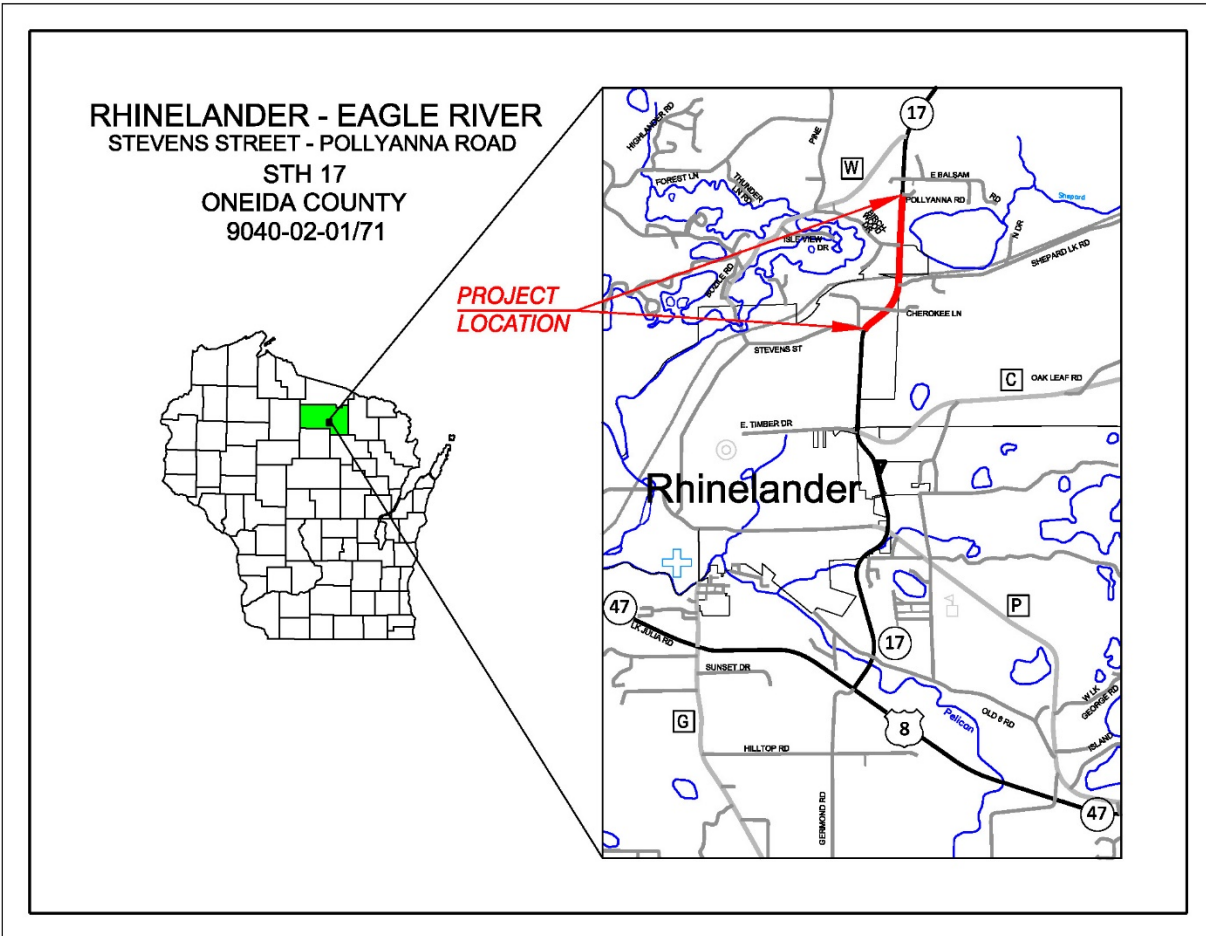 RHINELANDER - EAGLE RIVER
STEVENS STREET - POLLYANNA ROAD
STH 17
ONEIDA COUNTY
9040-02-01/71
PROJECT
LOCATION
17
HIGHLANDER RD
PINE
W
FOREST LN
THUNDER
LN RD
E BALSAM
RD
POLLYANNA RD
Shepard
ISLE VIEW
DR
N DR
SHEPARD LK RD
CHEROKEE LN
STEVENS ST
C
OAK LEAF RD
E. TIMBER DR
Rhinelander
47
LK JULIA RD
P
17
SUNSET DR
G
8
Pelican
OLD 8 RD
W LK
GEORGE RD
ISLAND
HILLTOP RD
GERMOND RD
47